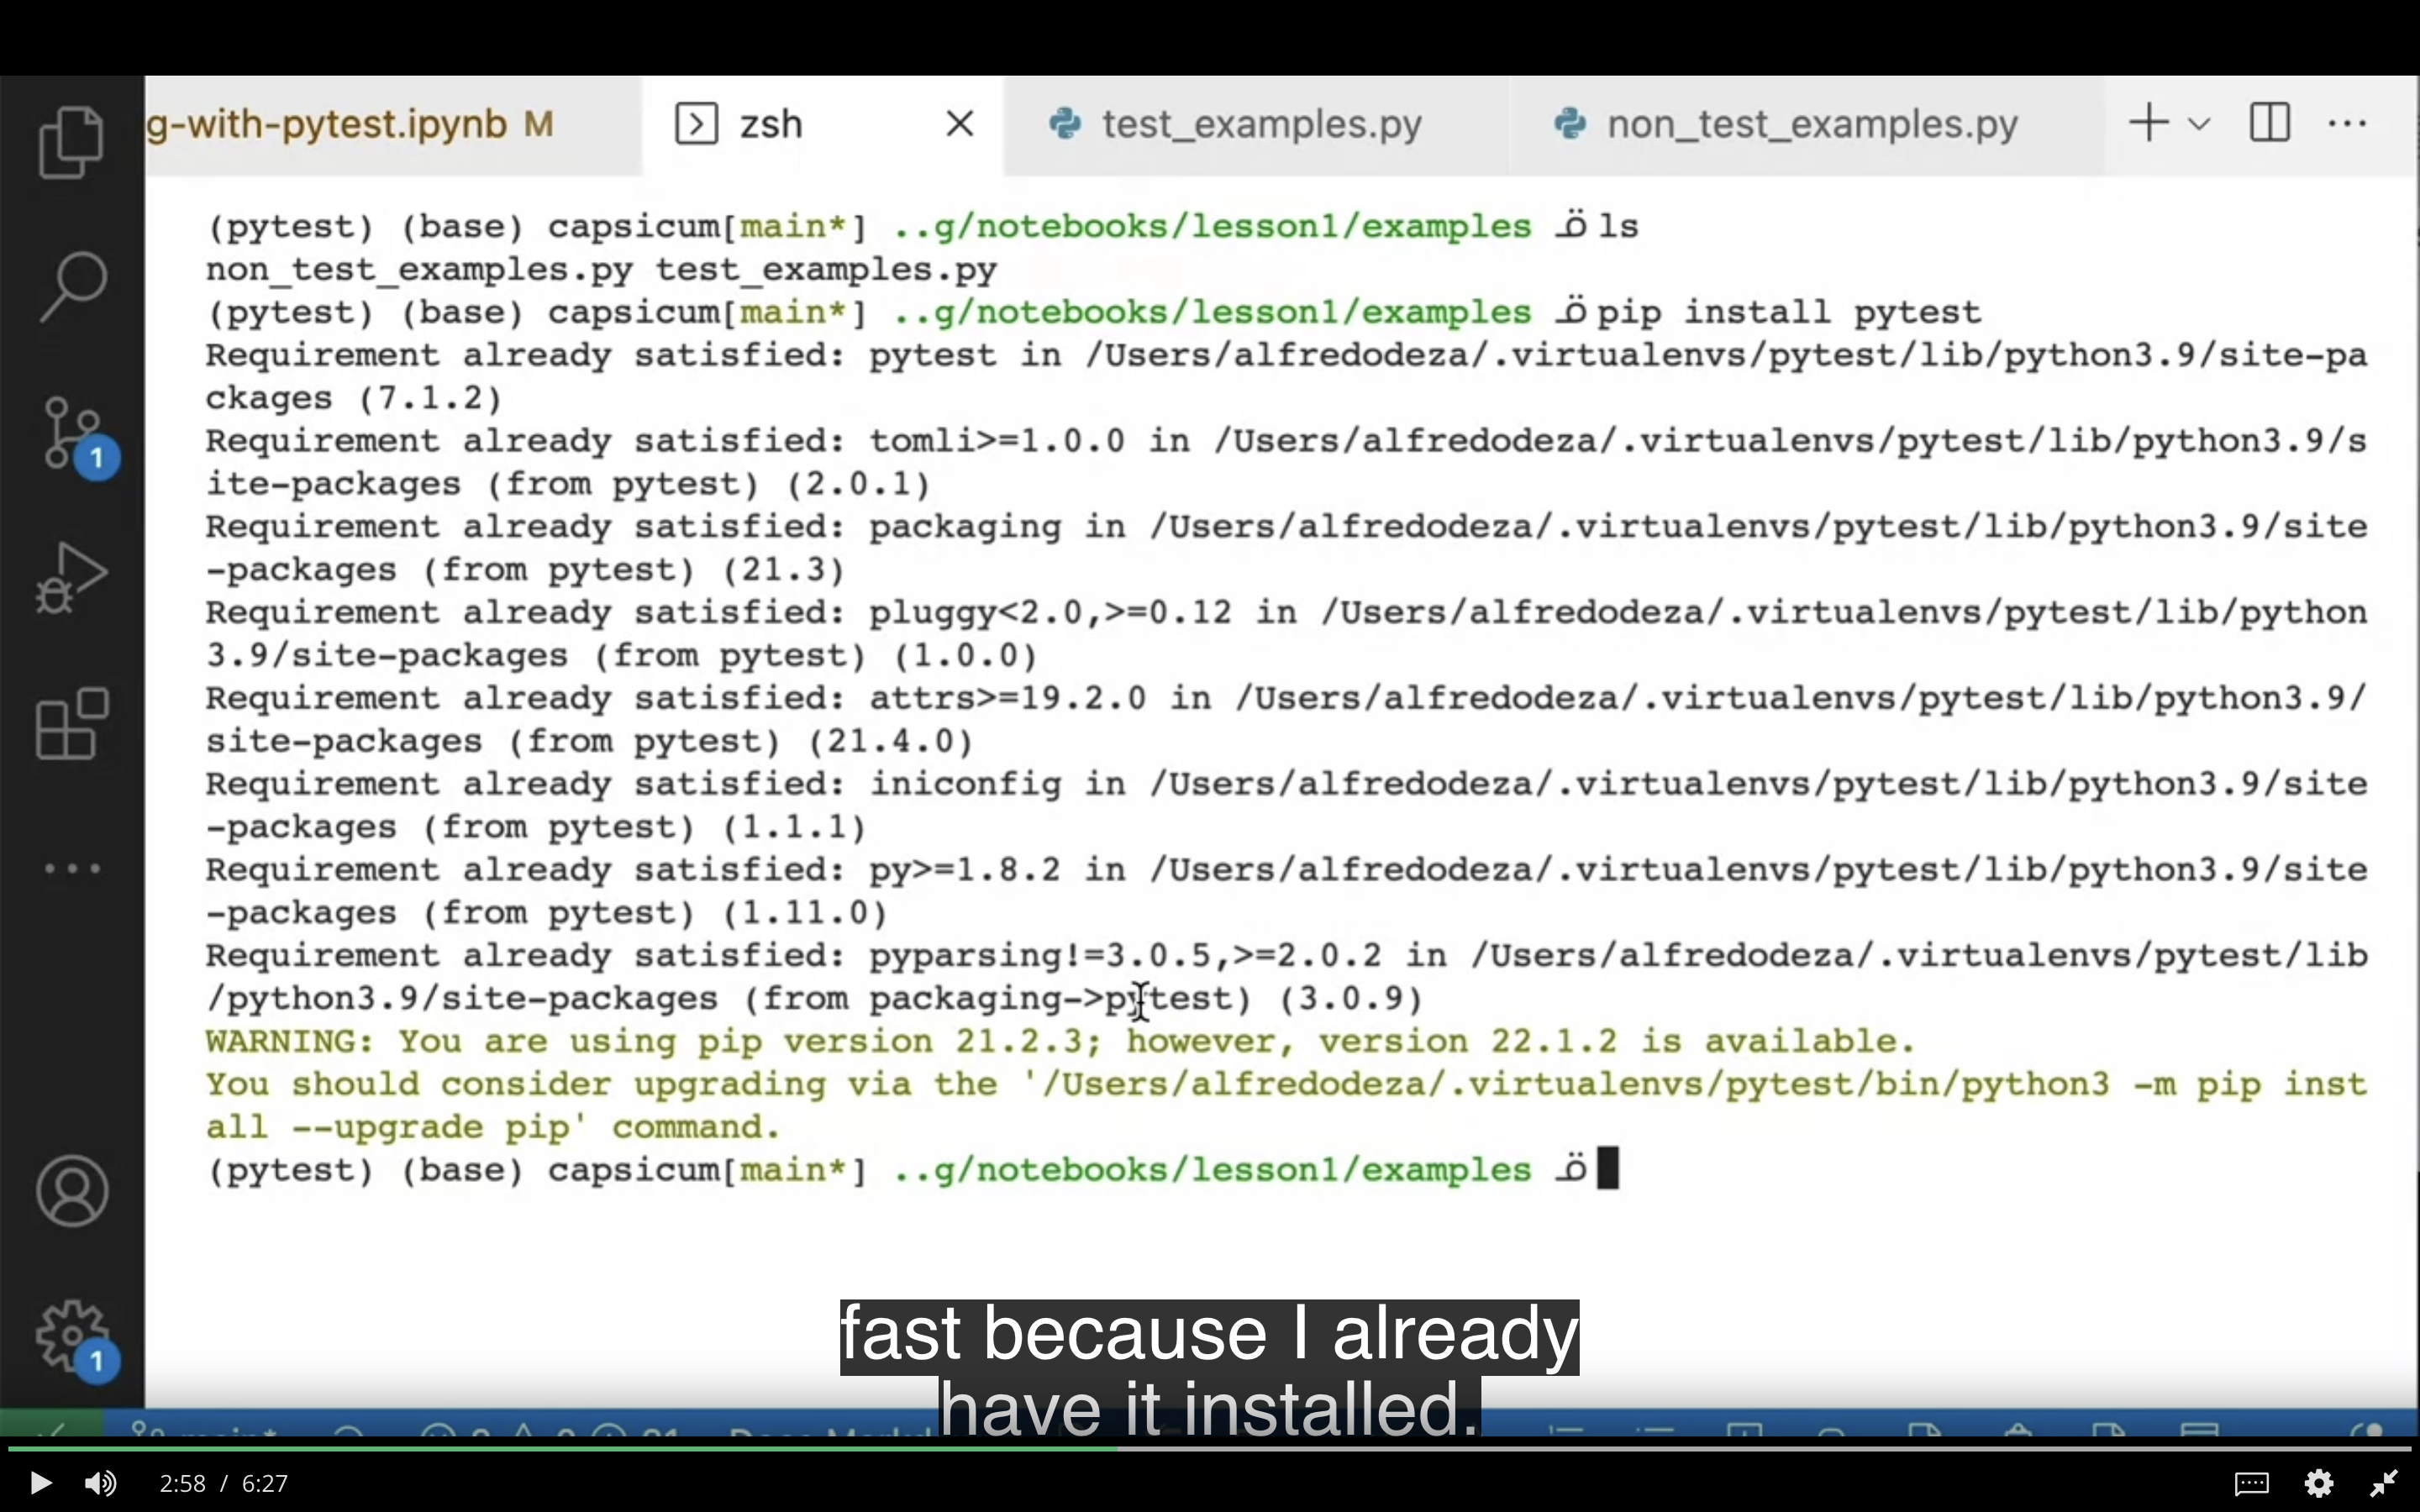 g-with-pytest.ipynb M
zsh
test_examples.py
non_test_examples.py
(pytest) (base) capsicum[main*] ..g/notebooks/lesson1/examples ls
non_test_examples.py test_examples.py
(pytest) (base) capsicum[main*] ..g/notebooks/lesson1/examples pip install pytest
Requirement already satisfied: pytest in /Users/alfredodeza/.virtualenvs/pytest/lib/python3.9/site-pa
ckages (7.1.2)
Requirement already satisfied: tomli>=1.0.0 in /Users/alfredodeza/.virtualenvs/pytest/lib/python3.9/s
ite-packages (from pytest) (2.0.1)
Requirement already satisfied: packaging in /Users/alfredodeza/.virtualenvs/pytest/lib/python3.9/site
-packages (from pytest) (21.3)
Requirement already satisfied: pluggy<2.0,>=0.12 in /Users/alfredodeza/.virtualenvs/pytest/lib/python
3.9/site-packages (from pytest) (1.0.0)
Requirement already satisfied: attrs>=19.2.0 in /Users/alfredodeza/.virtualenvs/pytest/lib/python3.9/
site-packages (from pytest) (21.4.0)
Requirement already satisfied: iniconfig in /Users/alfredodeza/.virtualenvs/pytest/lib/python3.9/site
-packages (from pytest) (1.1.1)
Requirement already satisfied: py>=1.8.2 in /Users/alfredodeza/.virtualenvs/pytest/lib/python3.9/site
-packages (from pytest) (1.11.0)
Requirement already satisfied: pyparsing!=3.0.5,>=2.0.2 in /Users/alfredodeza/.virtualenvs/pytest/lib
/python3.9/site-packages (from packaging->pytest) (3.0.9)
WARNING: You are using pip version 21.2.3; however, version 22.1.2 is available.
You should consider upgrading via the '/Users/alfredodeza/.virtualenvs/pytest/bin/python3 -m pip inst
all --upgrade pip' command.
(pytest) (base) capsicum[main*] ..g/notebooks/lesson1/examples
1
1
fast because I already
have it installed.
2:58 / 6:27